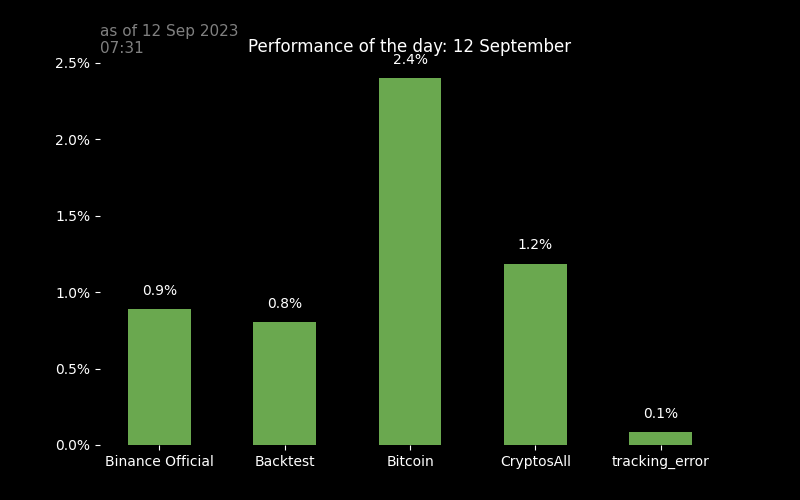 as of 12 Sep 2023
07:31
Performance of the day: 12 September
2.5%
2.0%
1.5%
1.0%
0.5%
0.0%
0.9%
0.8%
2.4%
1.2%
0.1%
Binance Official
Backtest
Bitcoin
CryptosAll
tracking_error